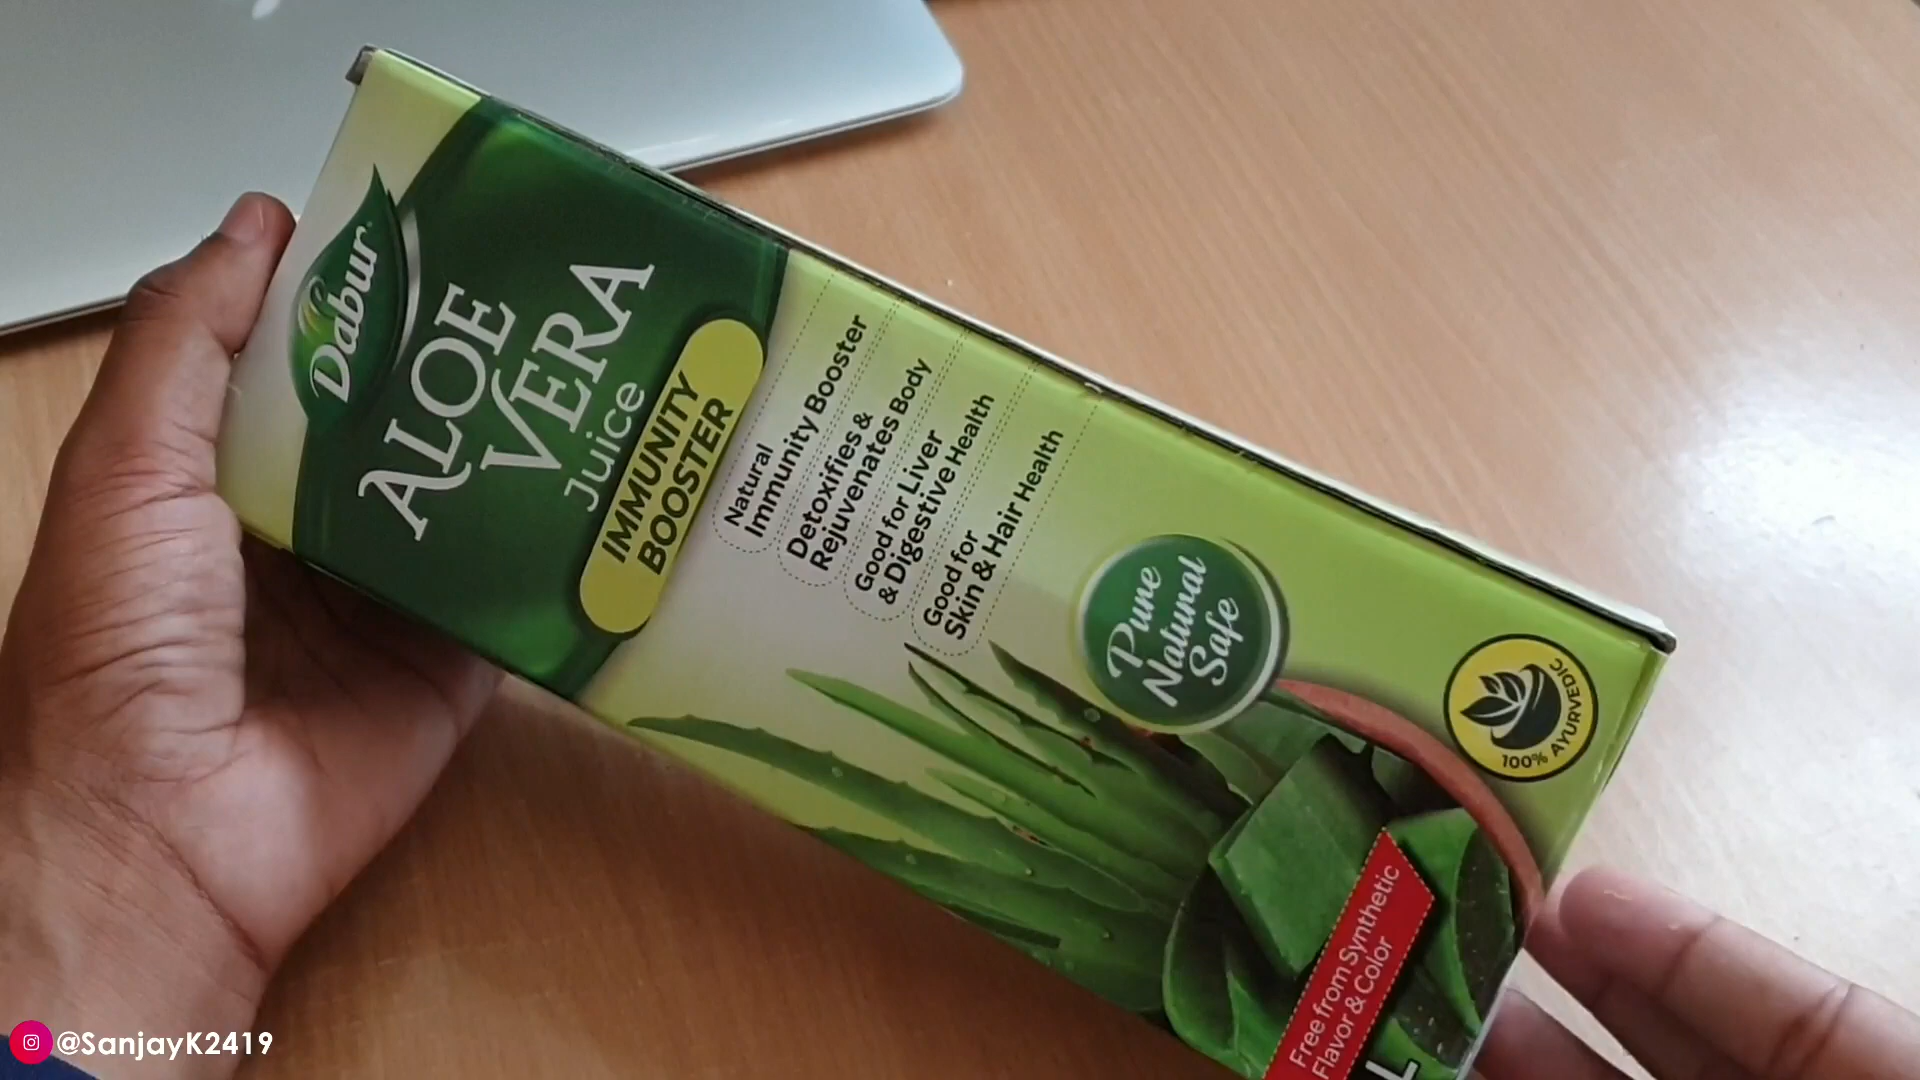 Dabur
ALOE
VERA
Juice
IMMUNITY
BOOSTER
Natural
Immunity Booster
Detoxifies &
Rejuvenates Body
Good for Liver
& Digestive Health
Good for
Skin & Hair Health
Pure
Natural
Safe
100% AYURVEDIC
Free from Synthetic
Flavor & Color
L
@SanjayK2419